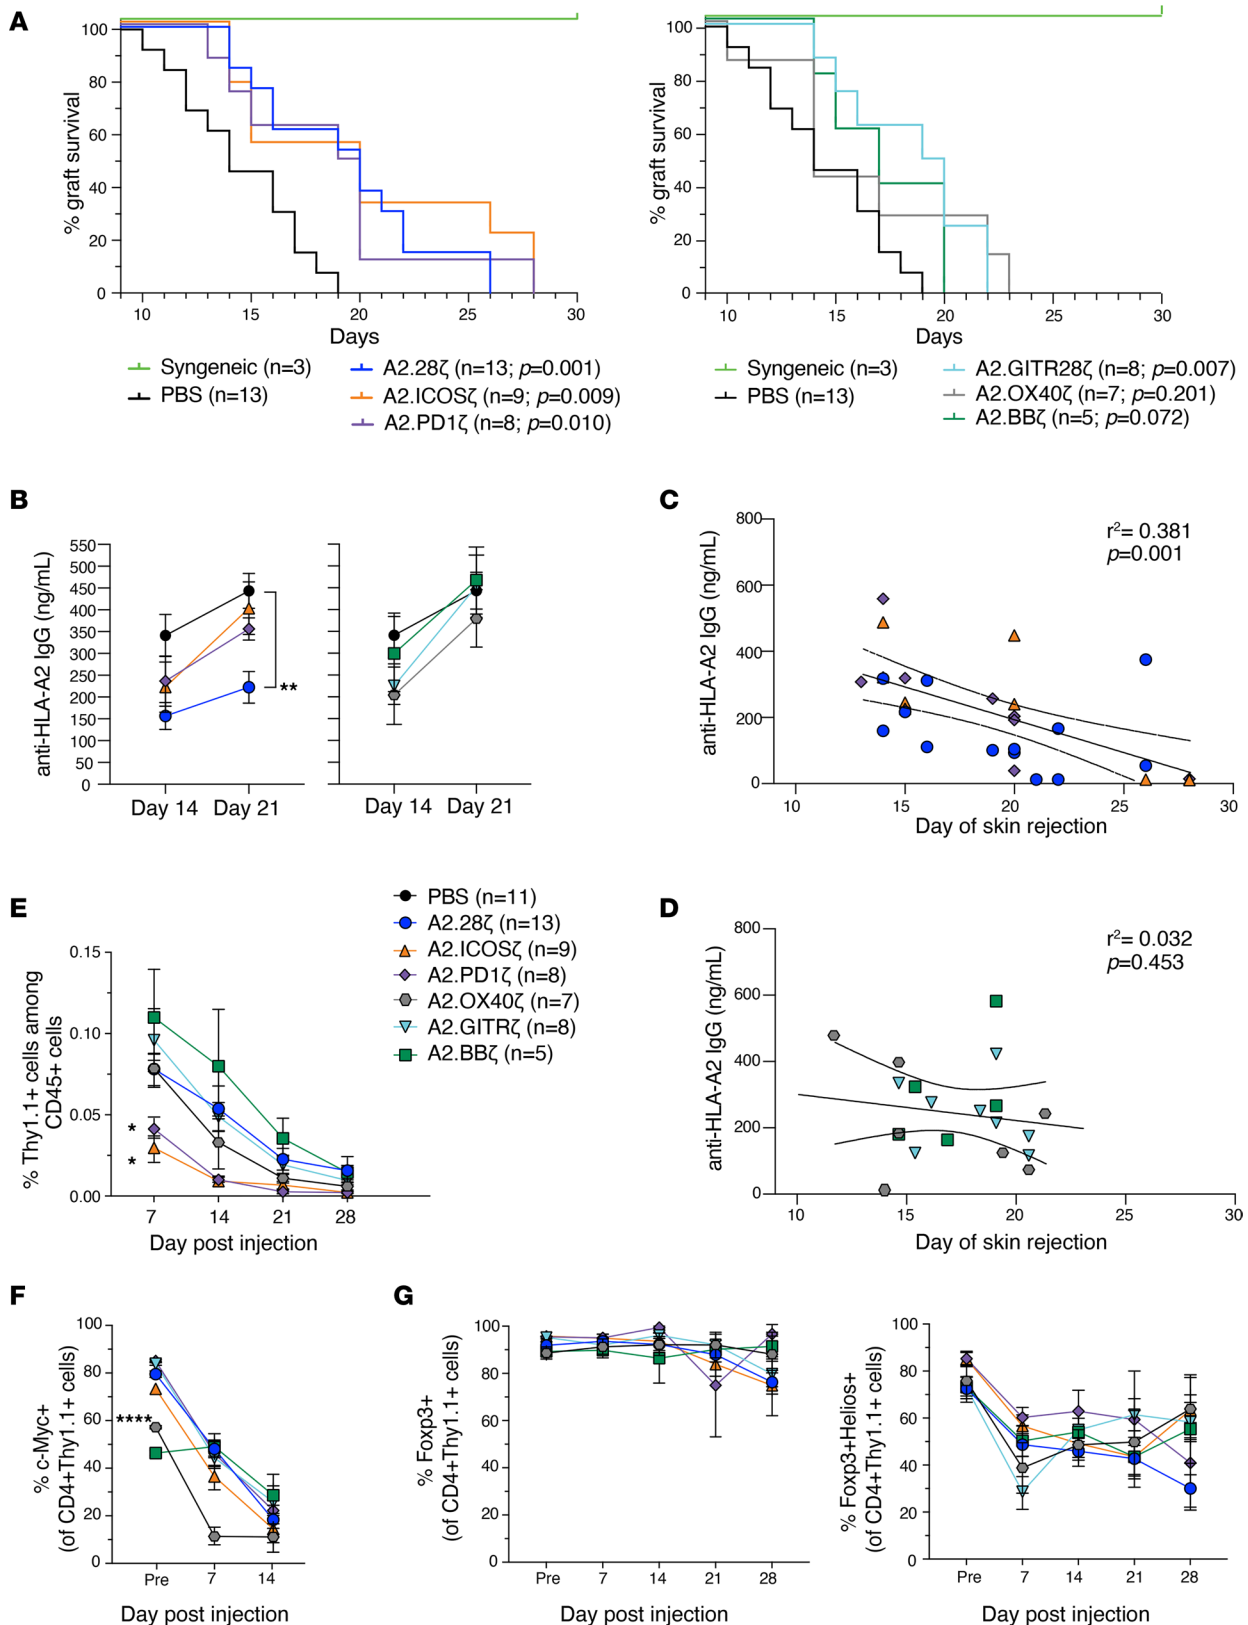 A
% graft survival
100
80
60
40
20
0
10
15
20
25
30
Days
Syngeneic (n=3)
PBS (n=13)
A2.28ζ (n=13; p=0.001)
A2.ICOSζ (n=9; p=0.009)
A2.PD1ζ (n=8; p=0.010)
% graft survival
100
80
60
40
20
0
10
15
20
25
30
Days
Syngeneic (n=3)
PBS (n=13)
A2.GITR28ζ (n=8; p=0.007)
A2.OX40ζ (n=7; p=0.201)
A2.BBζ (n=5; p=0.072)
B
anti-HLA-A2 IgG (ng/mL)
550
500
450
400
350
300
250
200
150
100
50
0
**
Day 14
Day 21
Day 14
Day 21
C
anti-HLA-A2 IgG (ng/mL)
800
600
400
200
0
r²= 0.381
p=0.001
10
15
20
25
30
Day of skin rejection
E
% Thy1.1+ cells among
CD45+ cells
0.15
0.10
0.05
0.00
*
*
7
14
21
28
Day post injection
PBS (n=11)
A2.28ζ (n=13)
A2.ICOSζ (n=9)
A2.PD1ζ (n=8)
A2.OX40ζ (n=7)
A2.GITRζ (n=8)
A2.BBζ (n=5)
D
anti-HLA-A2 IgG (ng/mL)
800
600
400
200
0
r²= 0.032
p=0.453
10
15
20
25
30
Day of skin rejection
F
% c-Myc+
(of CD4+Thy1.1+ cells)
100
80
60
40
20
0
****
Pre
7
14
Day post injection
G
% Foxp3+
(of CD4+Thy1.1+ cells)
100
80
60
40
20
0
Pre
7
14
21
28
Day post injection
% Foxp3+Helios+
(of CD4+Thy1.1+ cells)
100
80
60
40
20
0
Pre
7
14
21
28
Day post injection